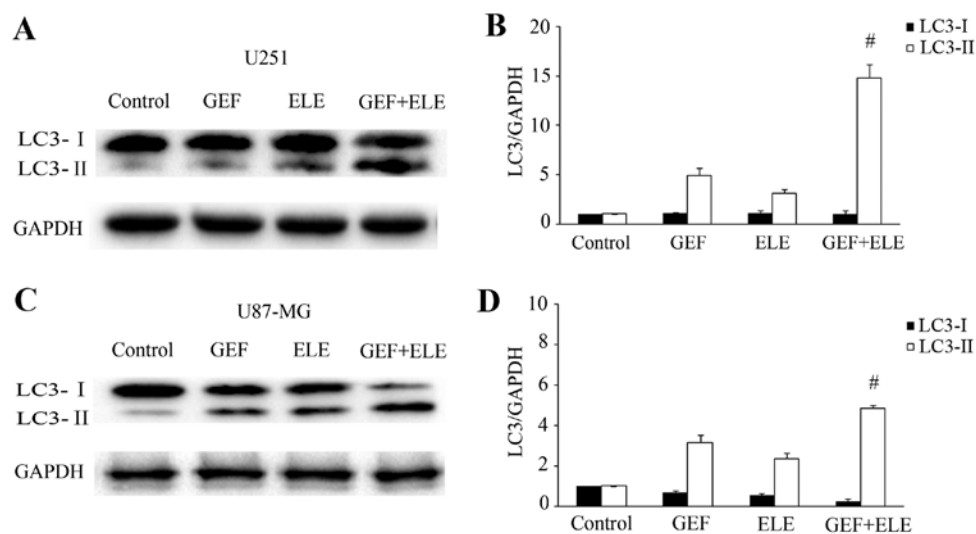 A
U251
Control GEF ELE GEF+ELE
LC3- I
LC3- II
GAPDH
B
LC3-I
LC3-II
LC3/GAPDH
20
15
10
5
0
#
Control GEF ELE GEF+ELE
C
U87-MG
Control GEF ELE GEF+ELE
LC3- I
LC3- II
GAPDH
D
LC3-I
LC3-II
LC3/GAPDH
10
8
6
4
2
0
#
Control GEF ELE GEF+ELE